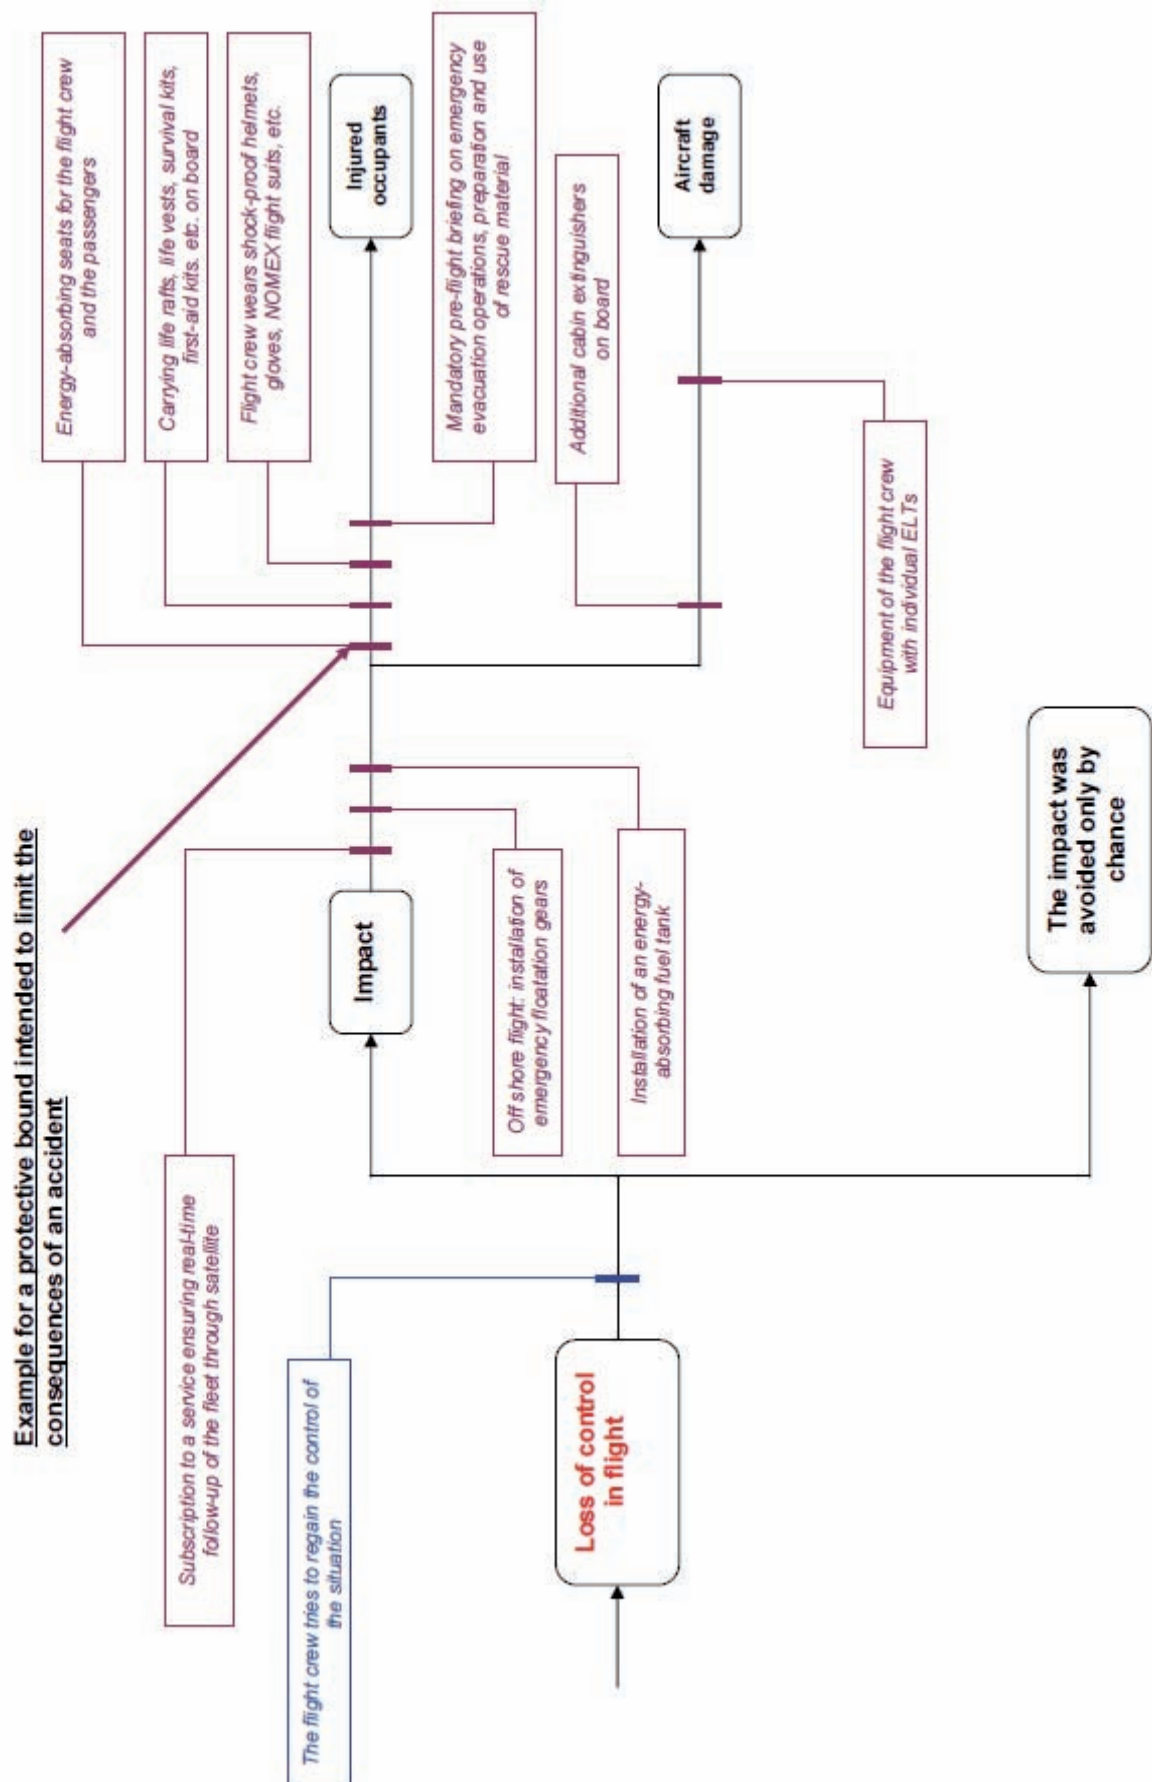 Example for a protective bound intended to limit the
consequences of an accident
Subscription to a service ensuring real-time
follow-up of the fleet through satellite
The flight crew tries to regain the control of
the situation
Loss of control
in flight
Impact
Off shore flight: installation of
emergency floatation gears
Installation of an energy-
absorbing fuel tank
The impact was
avoided only by
chance
Energy-absorbing seats for the flight crew
and the passengers
Carrying life rafts, life vests, survival kits,
first-aid kits. etc. on board
Flight crew wears shock-proof helmets,
gloves, NOMEX flight suits, etc.
Injured
occupants
Mandatory pre-flight briefing on emergency
evacuation operations, preparation and use
of rescue material
Additional cabin extinguishers
on board
Aircraft
damage
Equipment of the flight crew
with individual ELTs